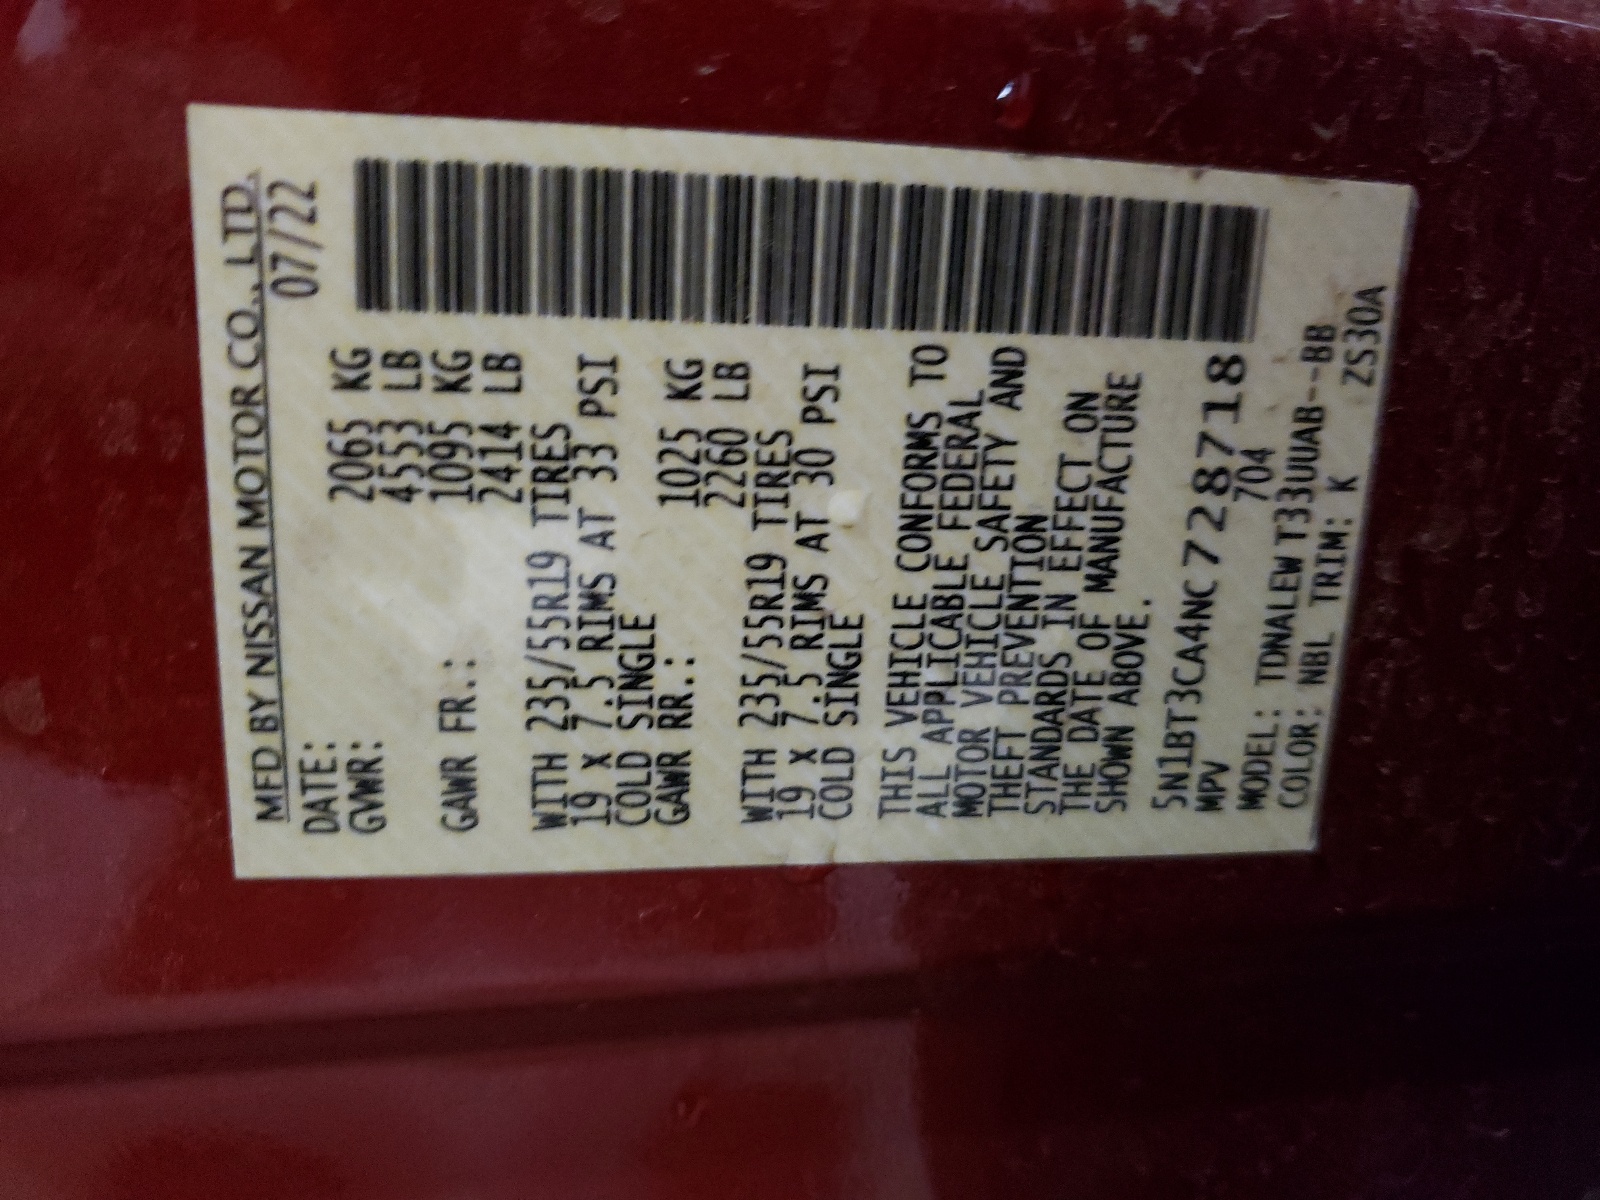 MFD BY NISSAN MOTOR CO., LTD.
DATE: 07/22
GVWR: 2065 KG
4553 LB
GAWR FR.: 1095 KG
2414 LB
WITH 235/55R19 TIRES
19 x 7.5 RIMS AT 33 PSI
COLD SINGLE
GAWR RR.: 1025 KG
2260 LB
WITH 235/55R19 TIRES
19 x 7.5 RIMS AT 30 PSI
COLD SINGLE
THIS VEHICLE CONFORMS TO
ALL APPLICABLE FEDERAL
MOTOR VEHICLE SAFETY AND
THEFT PREVENTION
STANDARDS IN EFFECT ON
THE DATE OF MANUFACTURE
SHOWN ABOVE.
5N1BT3CA4NC728718
MPV 704
MODEL: TDNALEWT33UUAB--BB
COLOR: NBL TRIM: K ZS30A